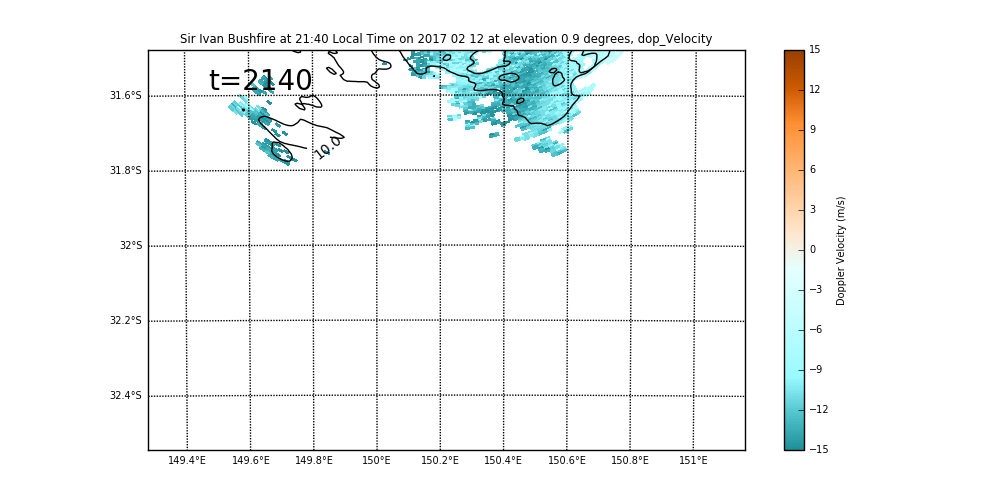 Sir Ivan Bushfire at 21:40 Local Time on 2017 02 12 at elevation 0.9 degrees, dop_Velocity
t=2140
10.0
31.6°S
31.8°S
32°S
32.2°S
32.4°S
149.4°E 149.6°E 149.8°E 150°E 150.2°E 150.4°E 150.6°E 150.8°E 151°E
15
12
9
6
3
0
−3
−6
−9
−12
−15
Doppler Velocity (m/s)